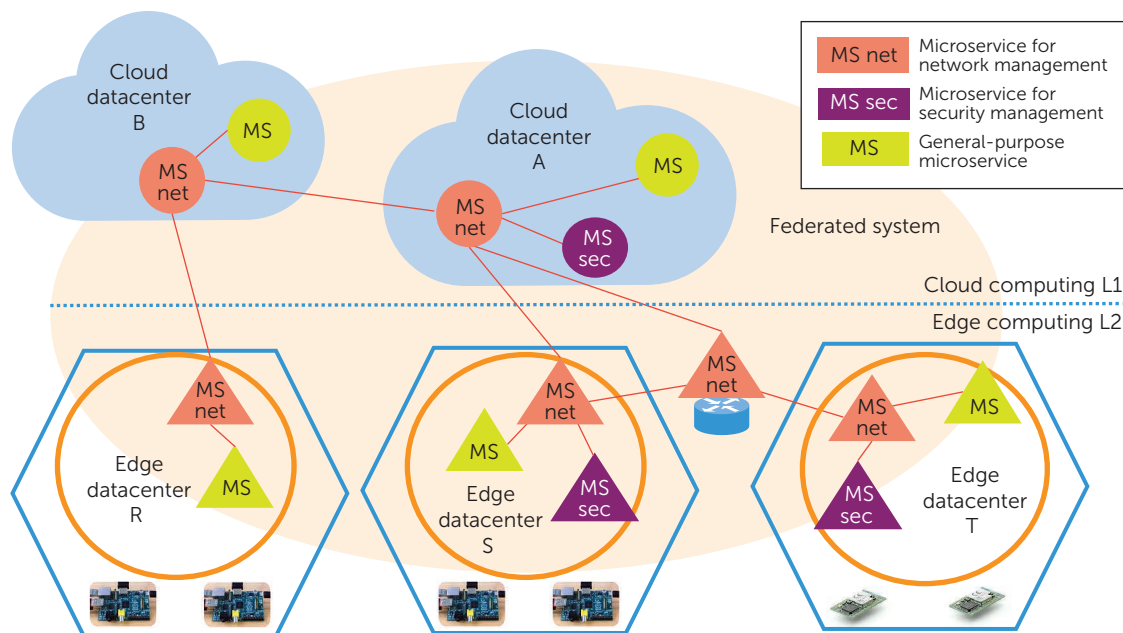 Cloud
datacenter
B
MS
MS
net
Cloud
datacenter
A
MS
MS
net
MS
sec
MS net
Microservice for
network management
MS sec
Microservice for
security management
MS
General-purpose
microservice
Federated system
Cloud computing L1
Edge computing L2
MS
net
MS
Edge
datacenter
R
MS
net
MS
MS
sec
Edge
datacenter
S
MS
net
MS
net
MS
MS
sec
Edge
datacenter
T